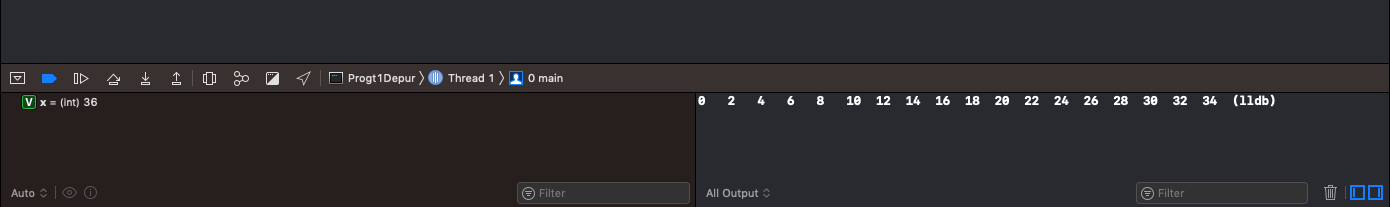 Progt1Depur 〉 Thread 1 〉 0 main
V x = (int) 36
0 2 4 6 8 10 12 14 16 18 20 22 24 26 28 30 32 34 (lldb)
Auto Filter All Output Filter